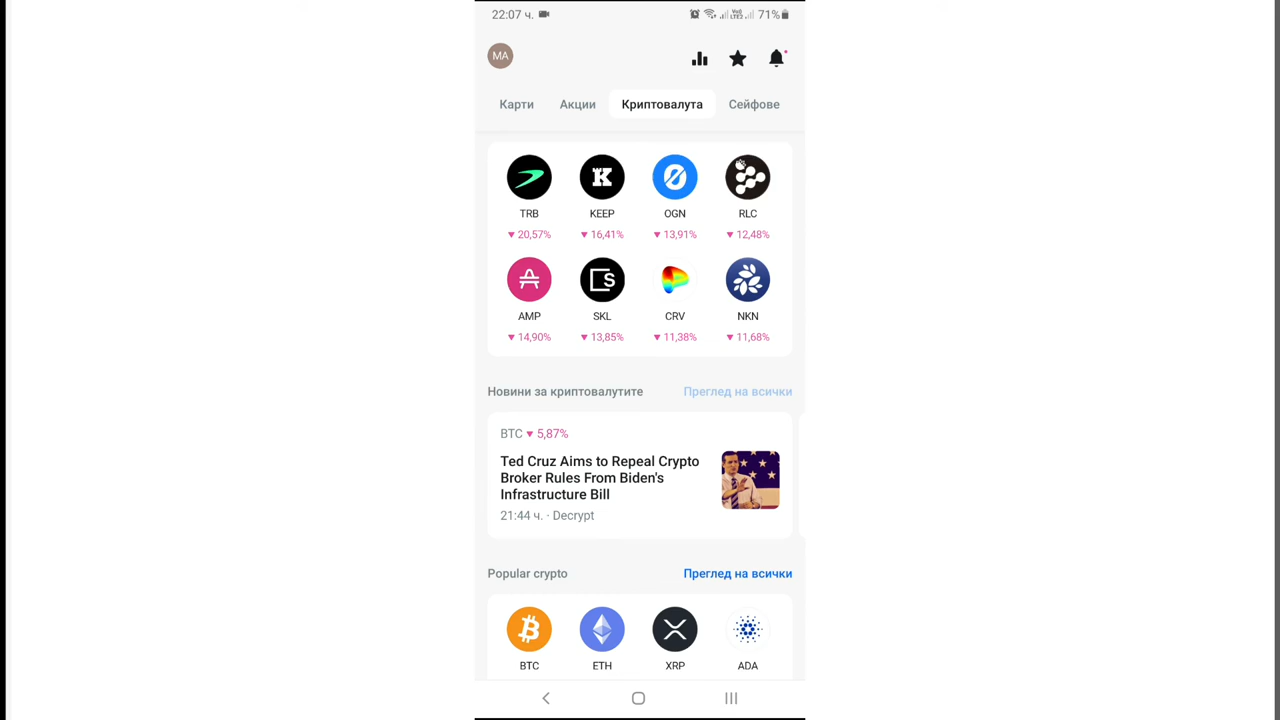 22:07 ч. 71%
MA
Карти Акции Криптовалута Сейфове
TRB KEEP OGN RLC
▼ 20,57% ▼ 16,41% ▼ 13,91% ▼ 12,48%
AMP SKL CRV NKN
▼ 14,90% ▼ 13,85% ▼ 11,38% ▼ 11,68%
Новини за криптовалутите Преглед на всички
BTC ▼ 5,87%
Ted Cruz Aims to Repeal Crypto
Broker Rules From Biden's
Infrastructure Bill
21:44 ч. · Decrypt
Popular crypto Преглед на всички
BTC ETH XRP ADA